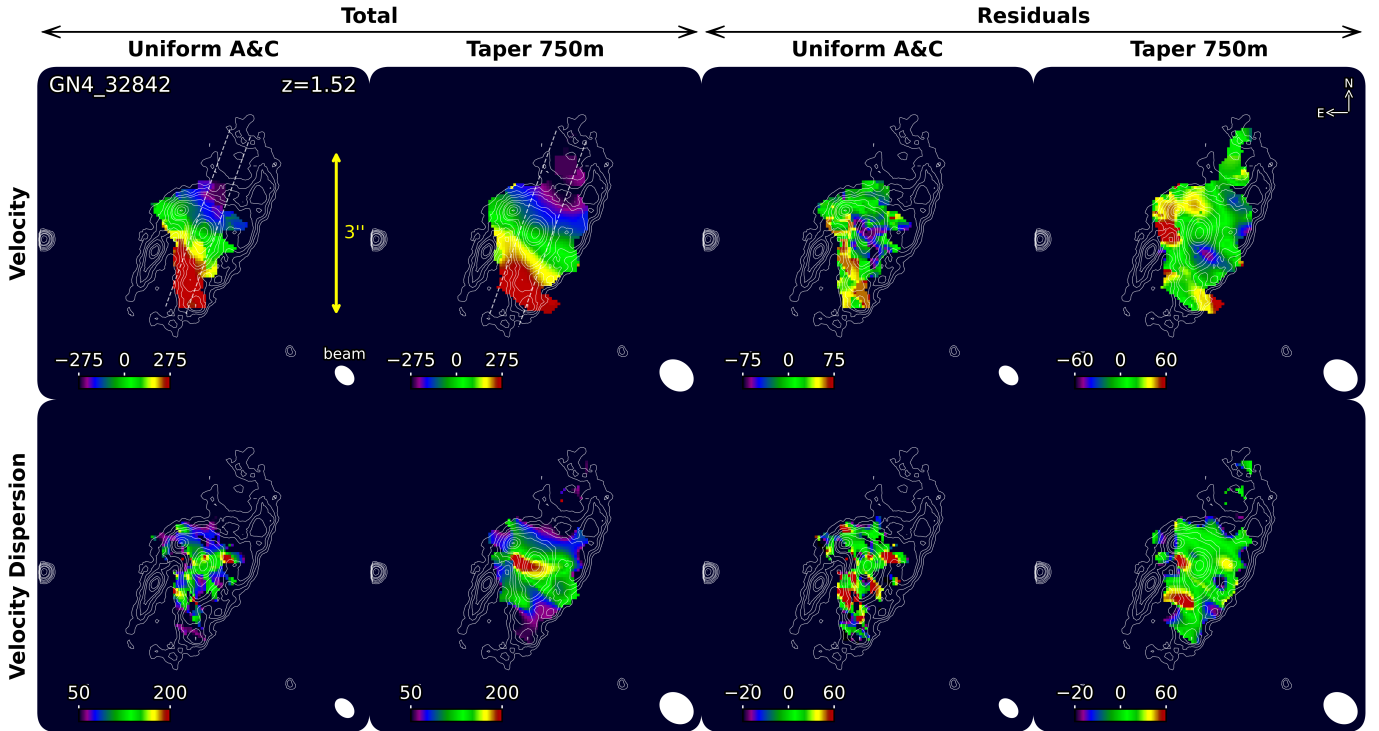 Total Residuals
Uniform A&C Taper 750m Uniform A&C Taper 750m
GN4_32842 z=1.52
N
E
Velocity
3''
beam
−275 0 275 −275 0 275 −75 0 75 −60 0 60
Velocity Dispersion
50 200 50 200 −20 0 60 −20 0 60